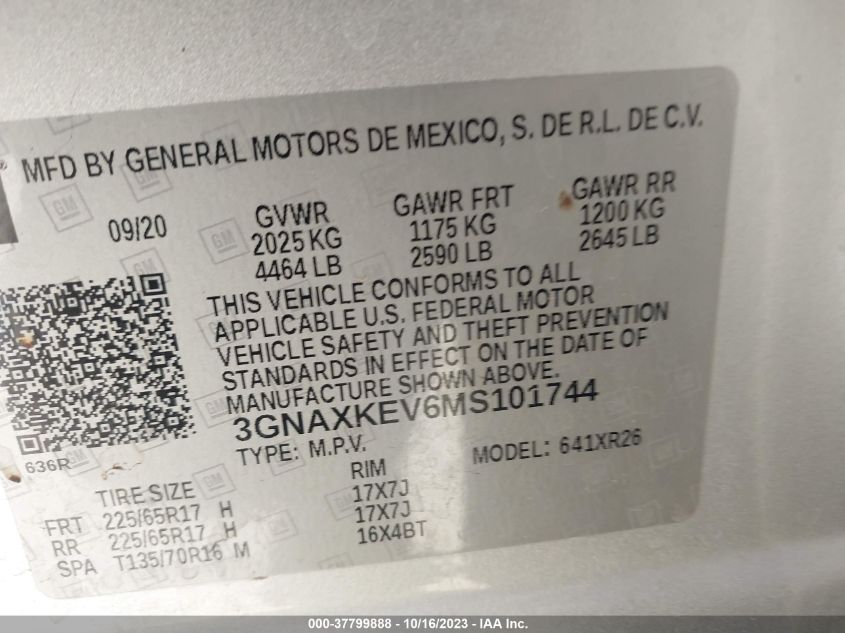 MFD BY GENERAL MOTORS DE MEXICO, S. DE R.L. DE C.V.
09/20
GVWR
2025 KG
4464 LB
GAWR FRT
1175 KG
2590 LB
GAWR RR
1200 KG
2645 LB
THIS VEHICLE CONFORMS TO ALL
APPLICABLE U.S. FEDERAL MOTOR
VEHICLE SAFETY AND THEFT PREVENTION
STANDARDS IN EFFECT ON THE DATE OF
MANUFACTURE SHOWN ABOVE.
3GNAXKEV6MS101744
TYPE: M.P.V.
MODEL: 641XR26
636R
TIRE SIZE RIM
FRT 225/65R17 H 17X7J
RR 225/65R17 H 17X7J
SPA T135/70R16 M 16X4BT
000-37799888 - 10/16/2023 - IAA Inc.